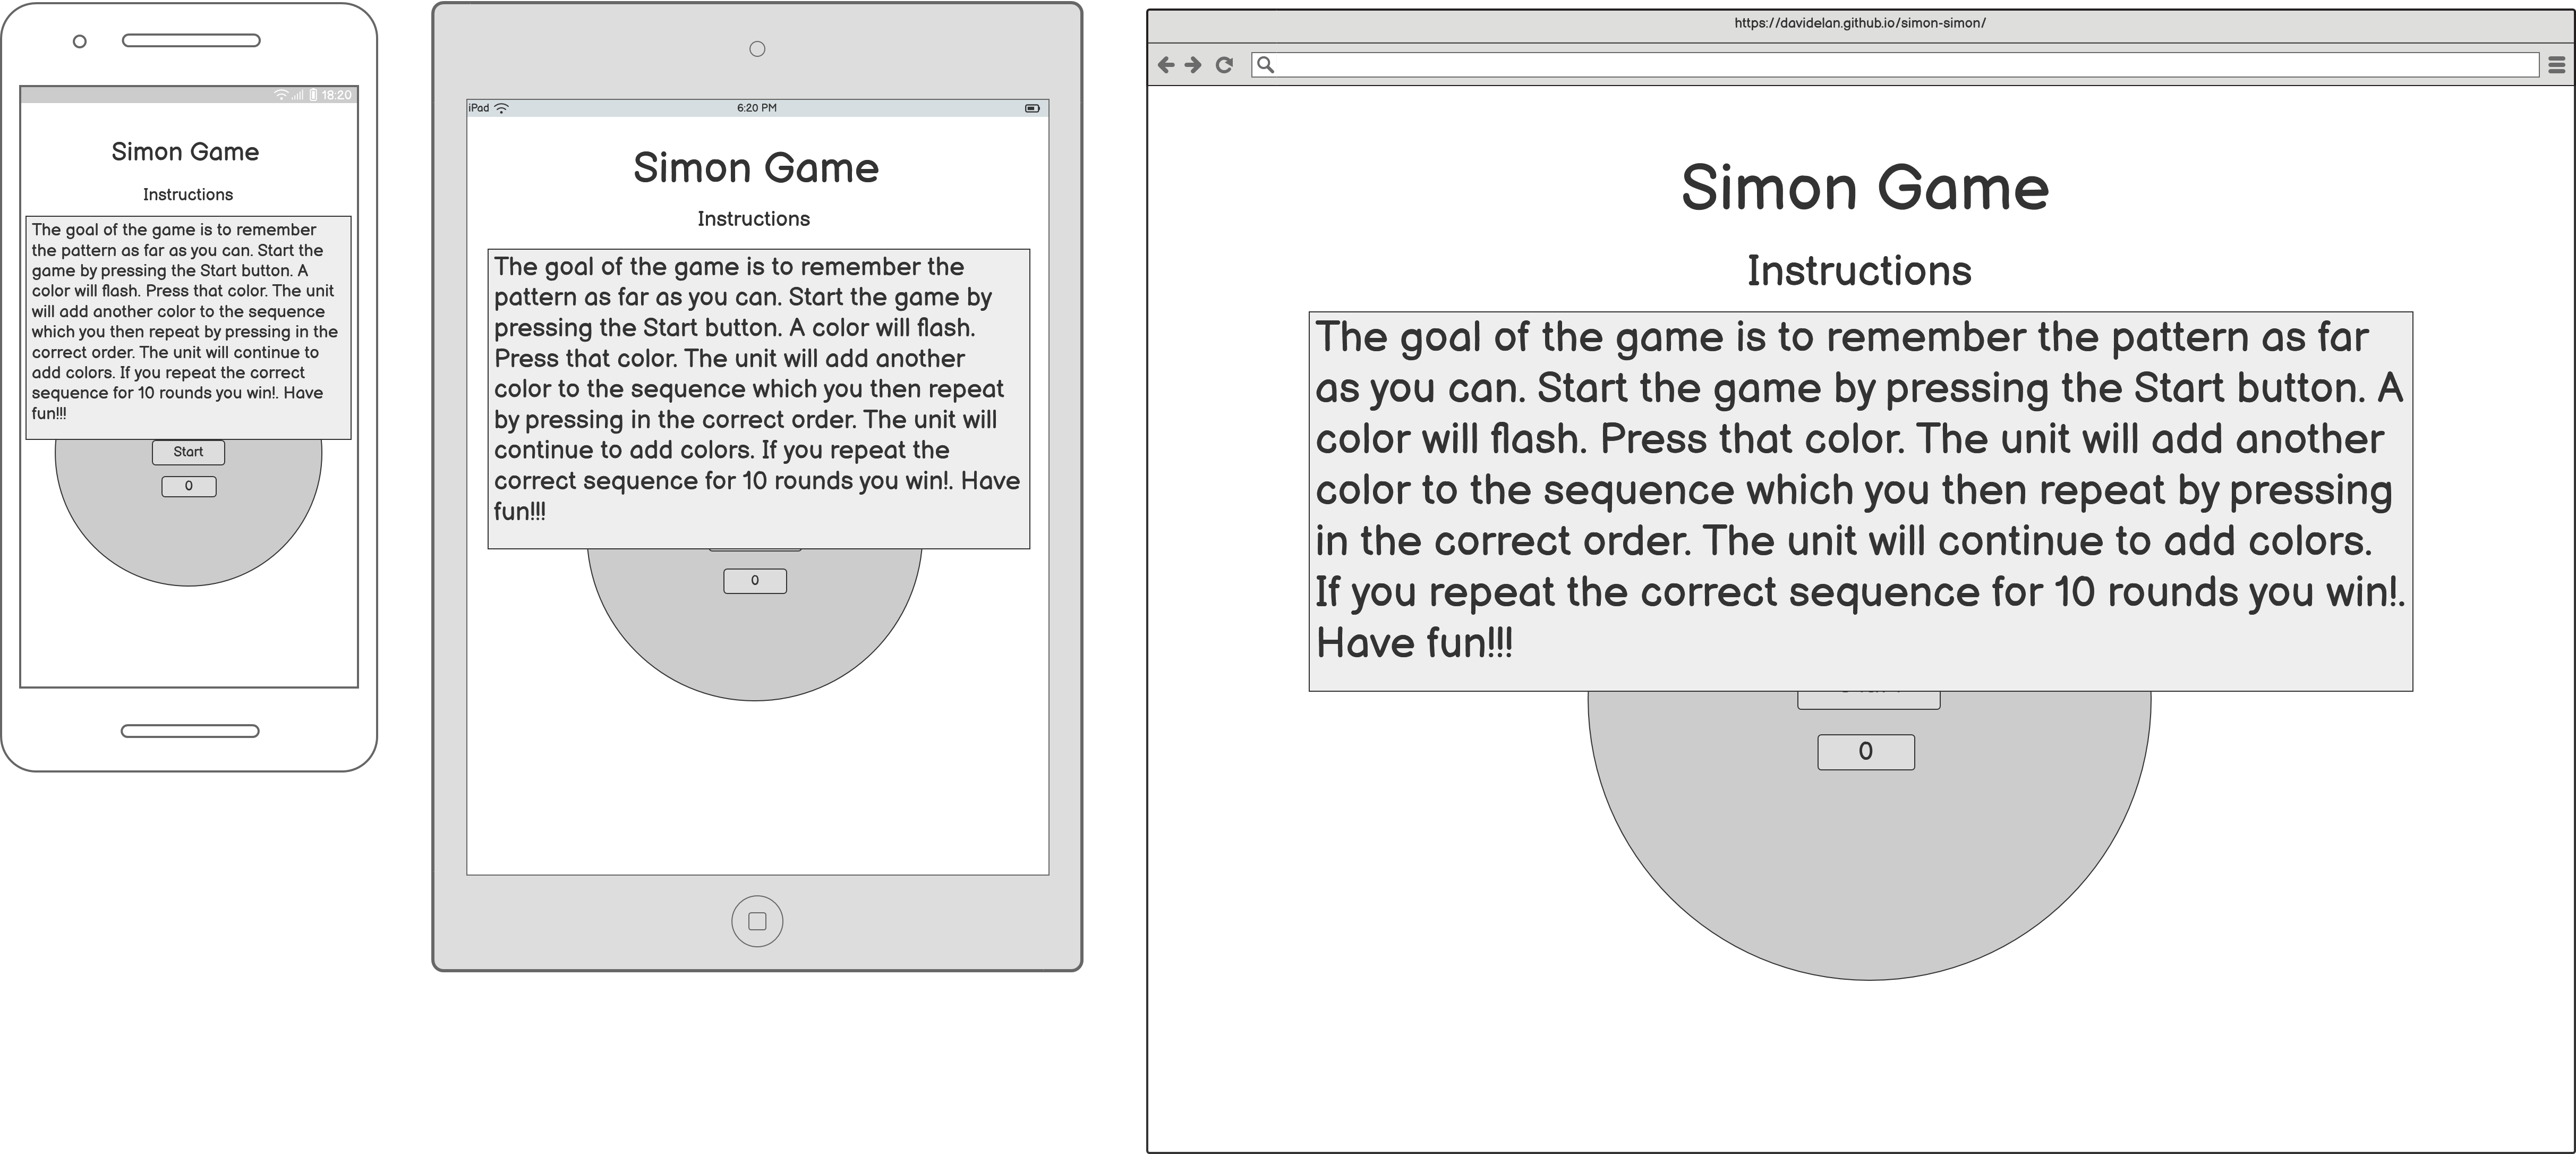 18:20
Simon Game
Instructions
The goal of the game is to remember
the pattern as far as you can. Start the
game by pressing the Start button. A
color will flash. Press that color. The unit
will add another color to the sequence
which you then repeat by pressing in the
correct order. The unit will continue to
add colors. If you repeat the correct
sequence for 10 rounds you win!. Have
fun!!!
Start
0
iPad 6:20 PM
Simon Game
Instructions
The goal of the game is to remember the
pattern as far as you can. Start the game by
pressing the Start button. A color will flash.
Press that color. The unit will add another
color to the sequence which you then repeat
by pressing in the correct order. The unit will
continue to add colors. If you repeat the
correct sequence for 10 rounds you win!. Have
fun!!!
0
https://davidelan.github.io/simon-simon/
Simon Game
Instructions
The goal of the game is to remember the pattern as far
as you can. Start the game by pressing the Start button. A
color will flash. Press that color. The unit will add another
color to the sequence which you then repeat by pressing
in the correct order. The unit will continue to add colors.
If you repeat the correct sequence for 10 rounds you win!.
Have fun!!!
0